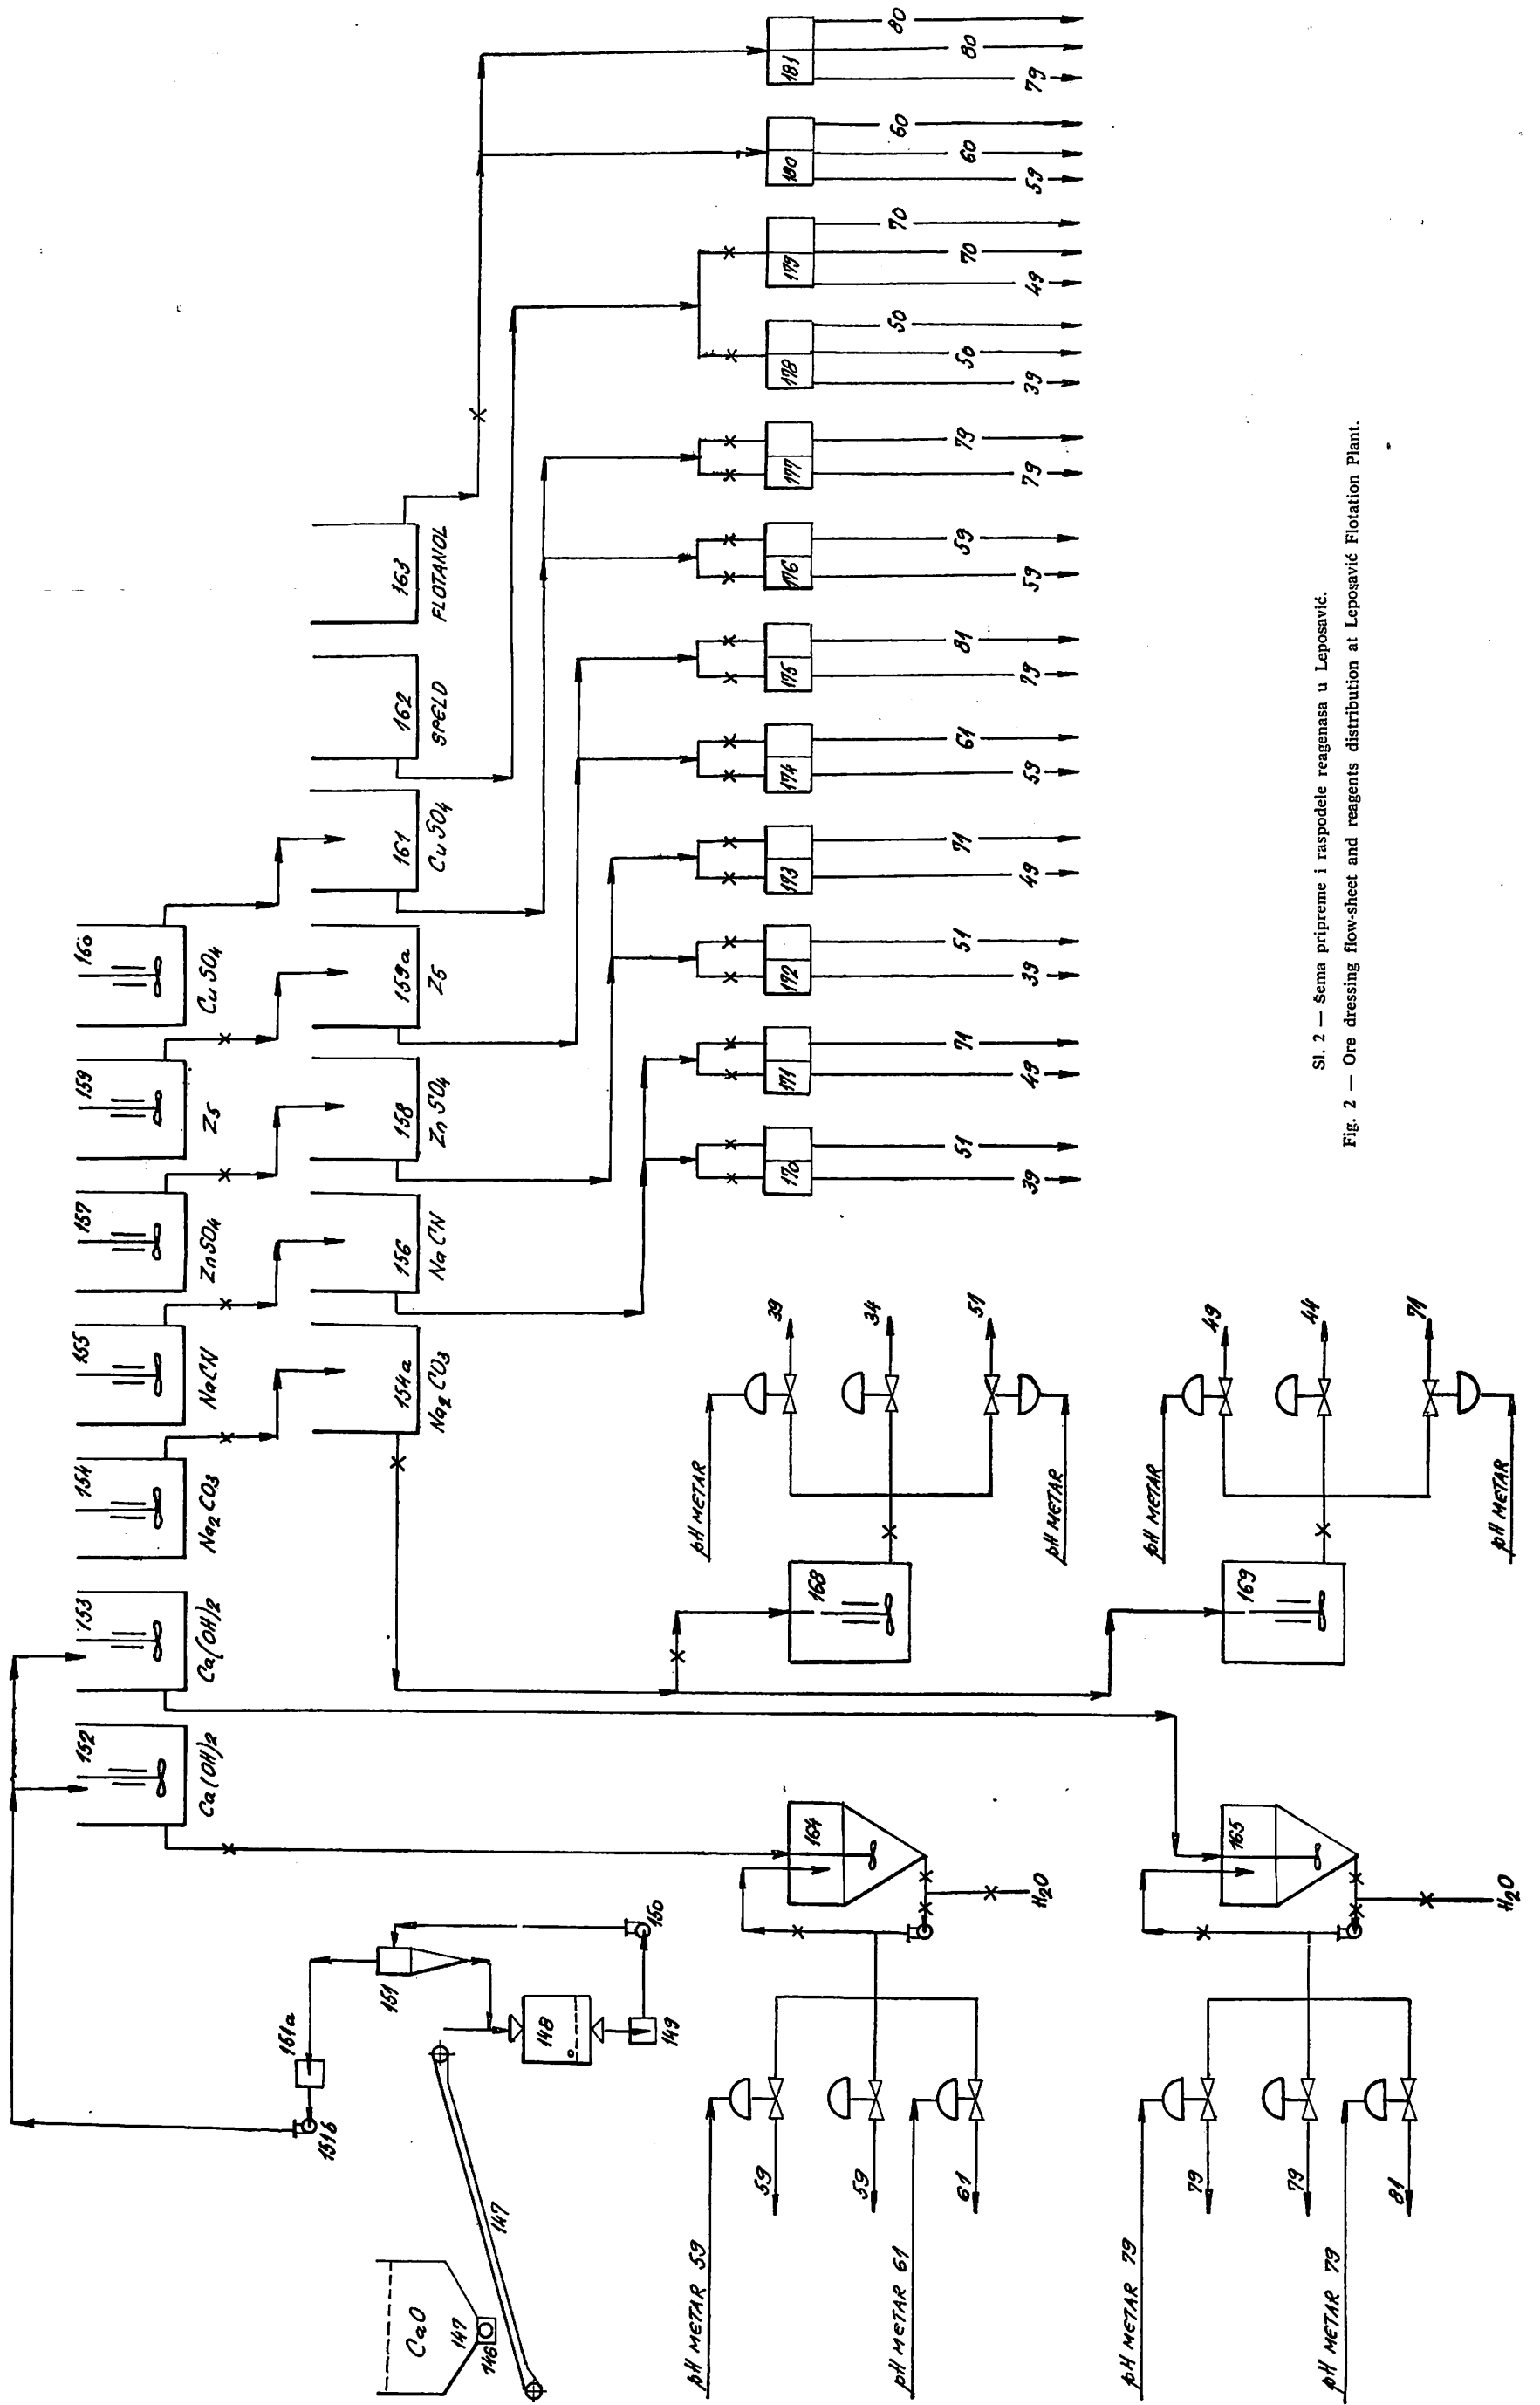 152
153
154
155
157
159
160
Ca(OH)2
Ca(OH)2
Na2CO3
NaCN
ZnSO4
Z5
CuSO4
151b
151a
154a
156
158
159a
161
162
163
Na2CO3
NaCN
ZnSO4
Z5
CuSO4
SPELD
FLOTANOL
CaO
147
146
147
151
148
149
150
pH METAR 59
59
59
pH METAR 61
61
164
H2O
168
pH METAR
39
34
51
pH METAR
170
171
172
173
174
175
176
177
178
179
180
181
51
71
51
71
61
81
59
79
50
50
70
70
60
60
80
80
39
49
39
49
59
79
59
79
39
49
59
79
pH METAR 79
79
79
pH METAR 79
81
165
H2O
169
pH METAR
49
44
71
pH METAR
Sl. 2 — Šema pripreme i raspodele reagenasa u Leposavić.
Fig. 2 — Ore dressing flow-sheet and reagents distribution at Leposavić Flotation Plant.